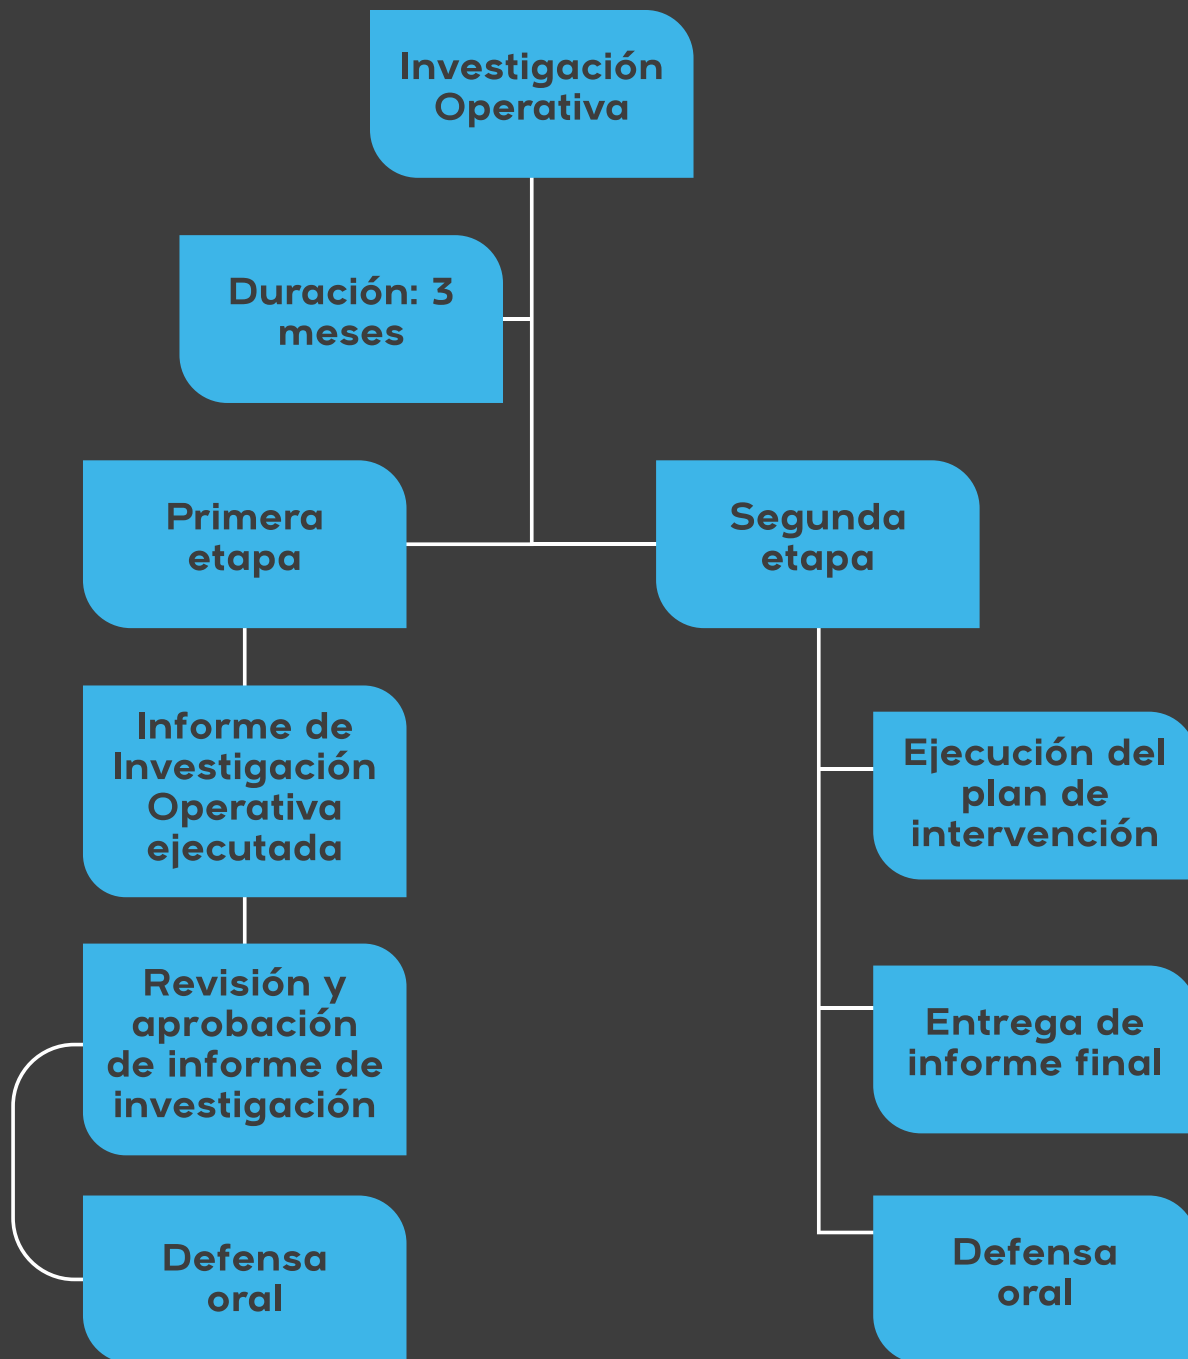 Investigación
Operativa
Duración: 3
meses
Primera
etapa
Segunda
etapa
Informe de
Investigación
Operativa
ejecutada
Revisión y
aprobación
de informe de
investigación
Defensa
oral
Ejecución del
plan de
intervención
Entrega de
informe final
Defensa
oral